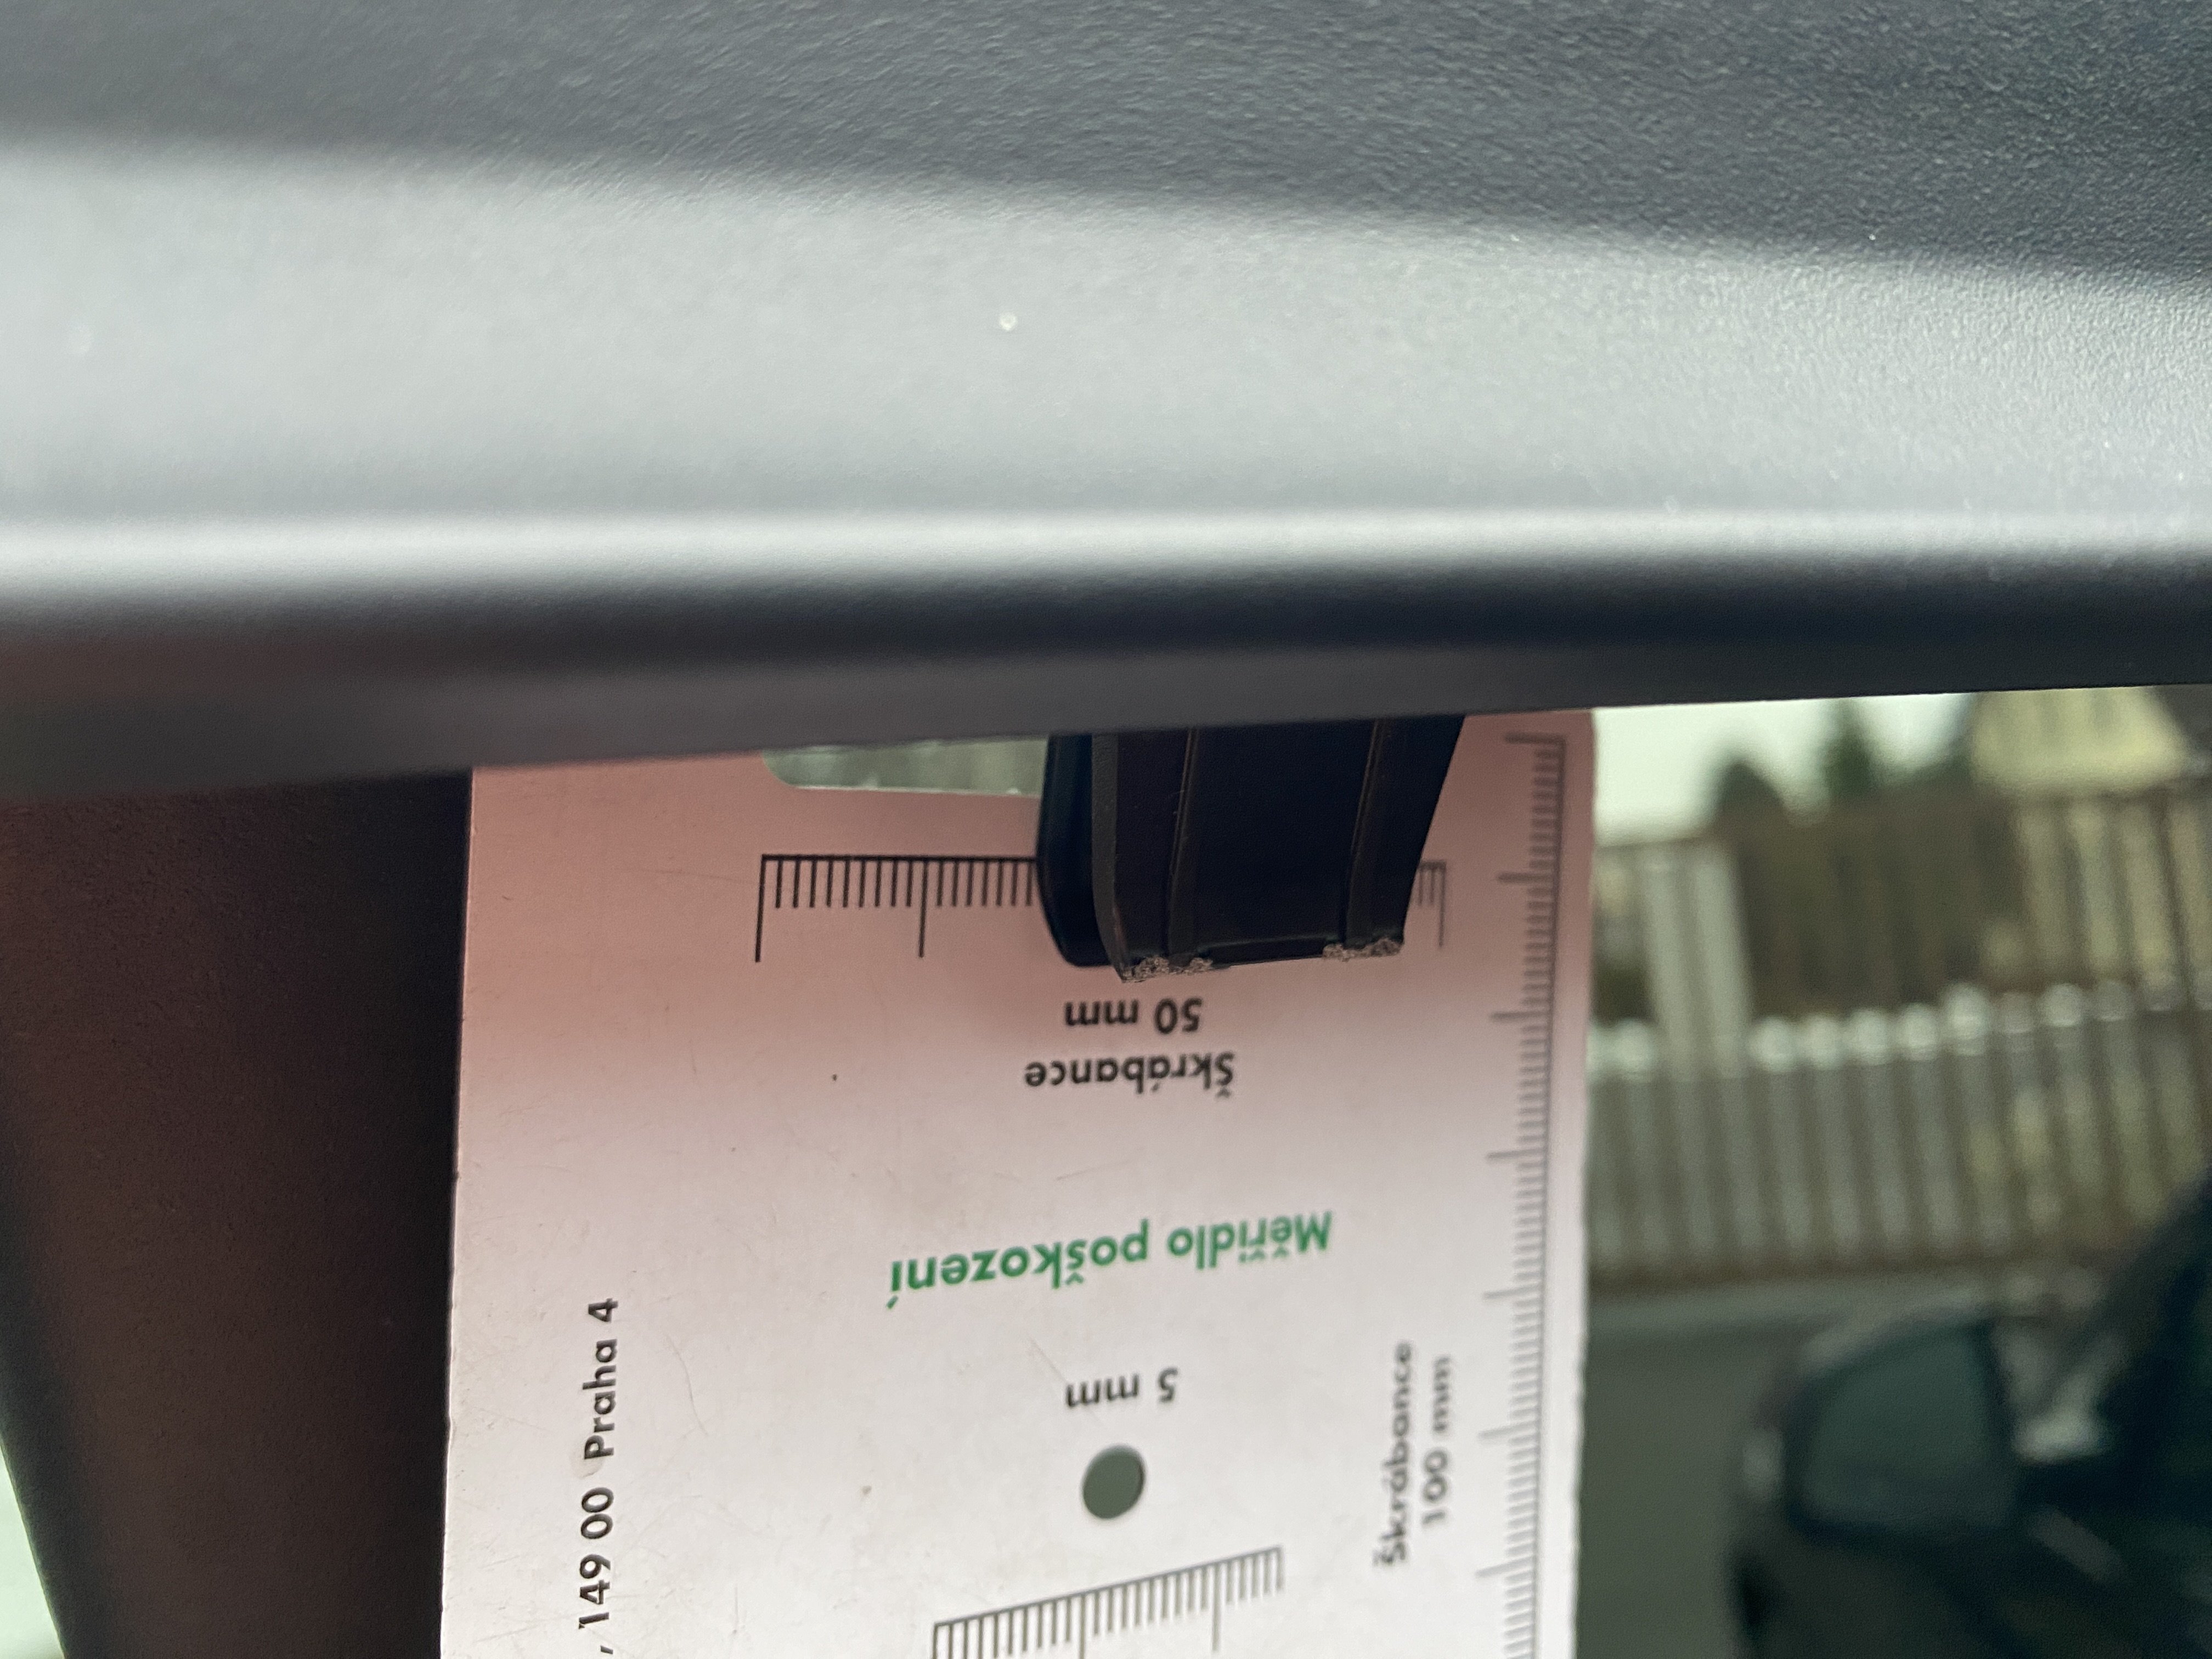 50 mm
Škrábance
Měřidlo poškození
5 mm
Škrábance
100 mm
, 149 00 Praha 4